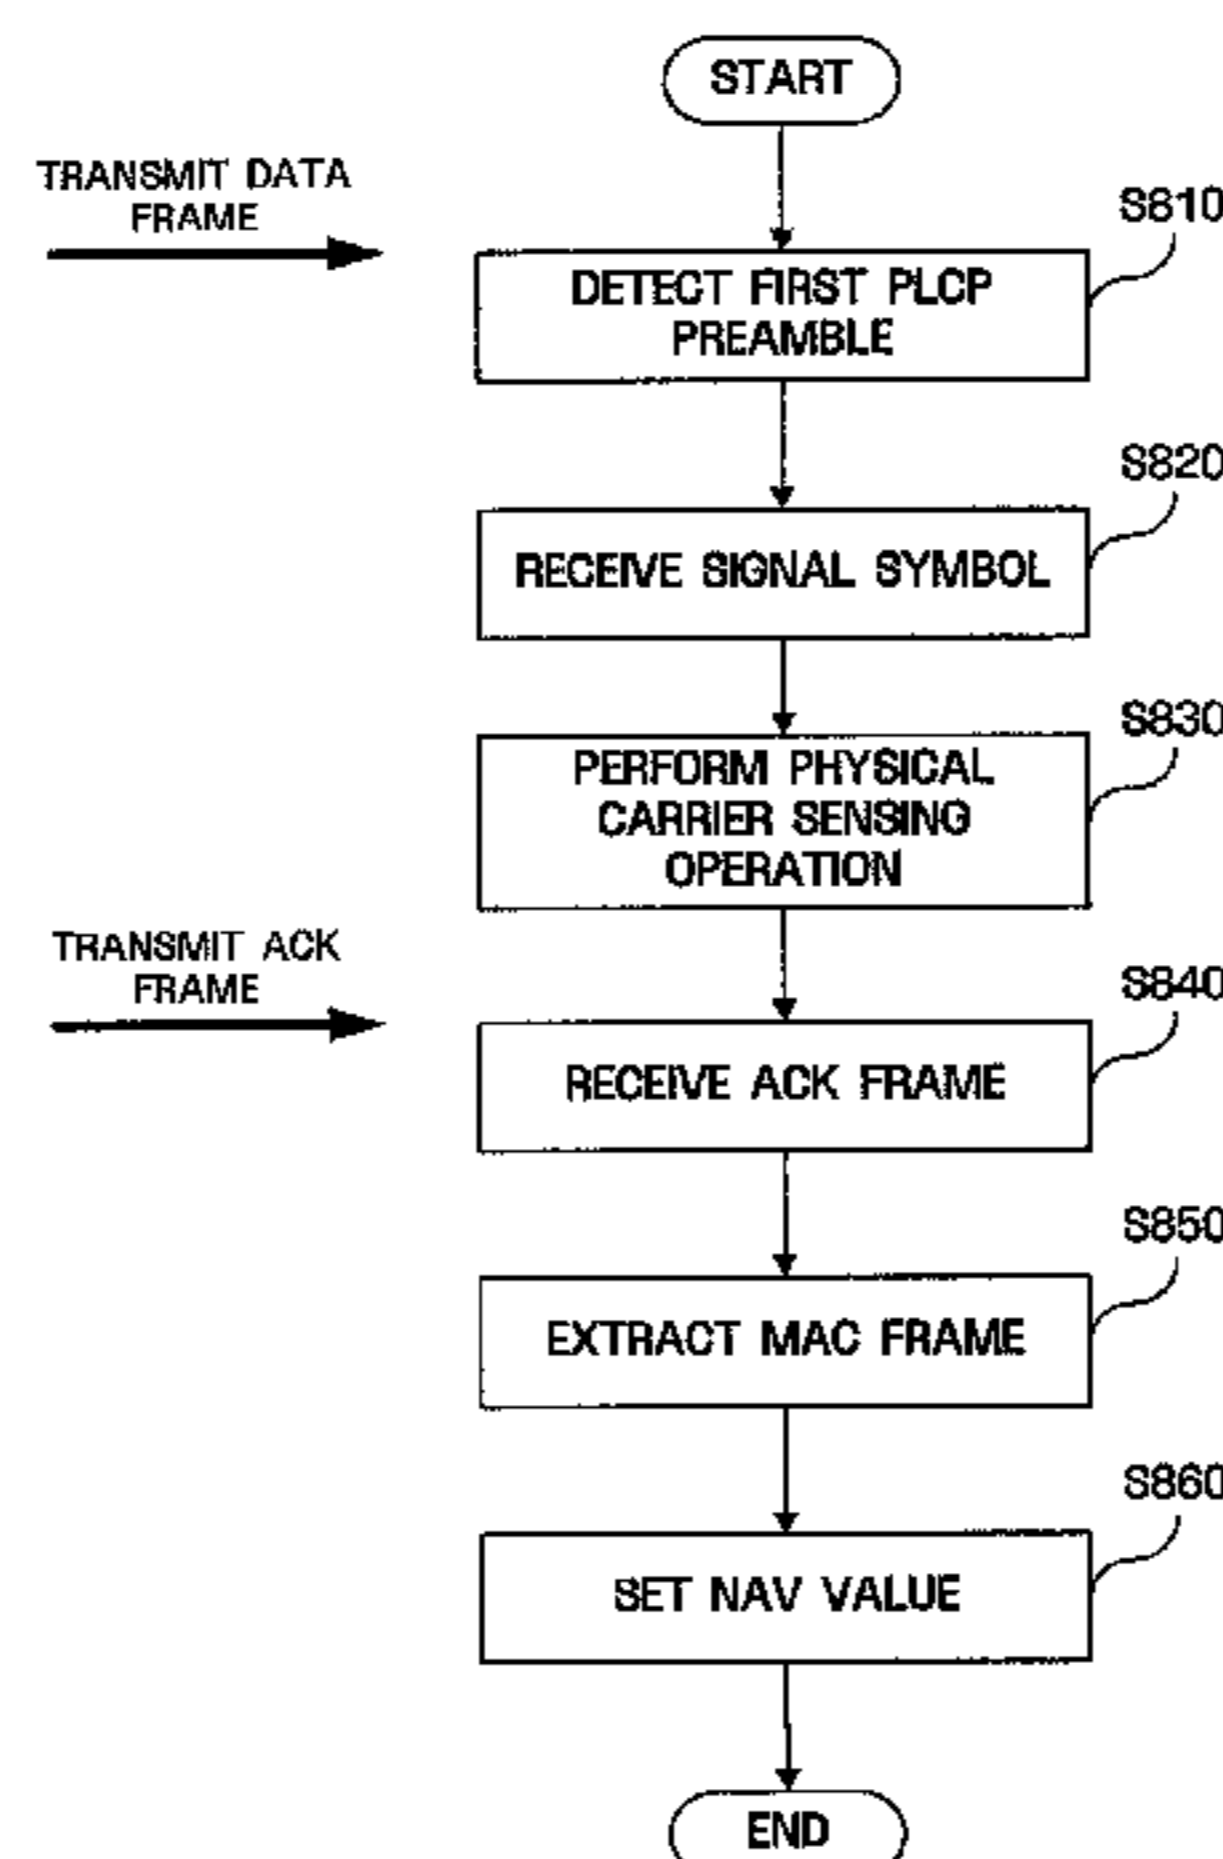 START
TRANSMIT DATA
FRAME
S810
DETECT FIRST PLCP
PREAMBLE
S820
RECEIVE SIGNAL SYMBOL
S830
PERFORM PHYSICAL
CARRIER SENSING
OPERATION
TRANSMIT ACK
FRAME
S840
RECEIVE ACK FRAME
S850
EXTRACT MAC FRAME
S860
SET NAV VALUE
END